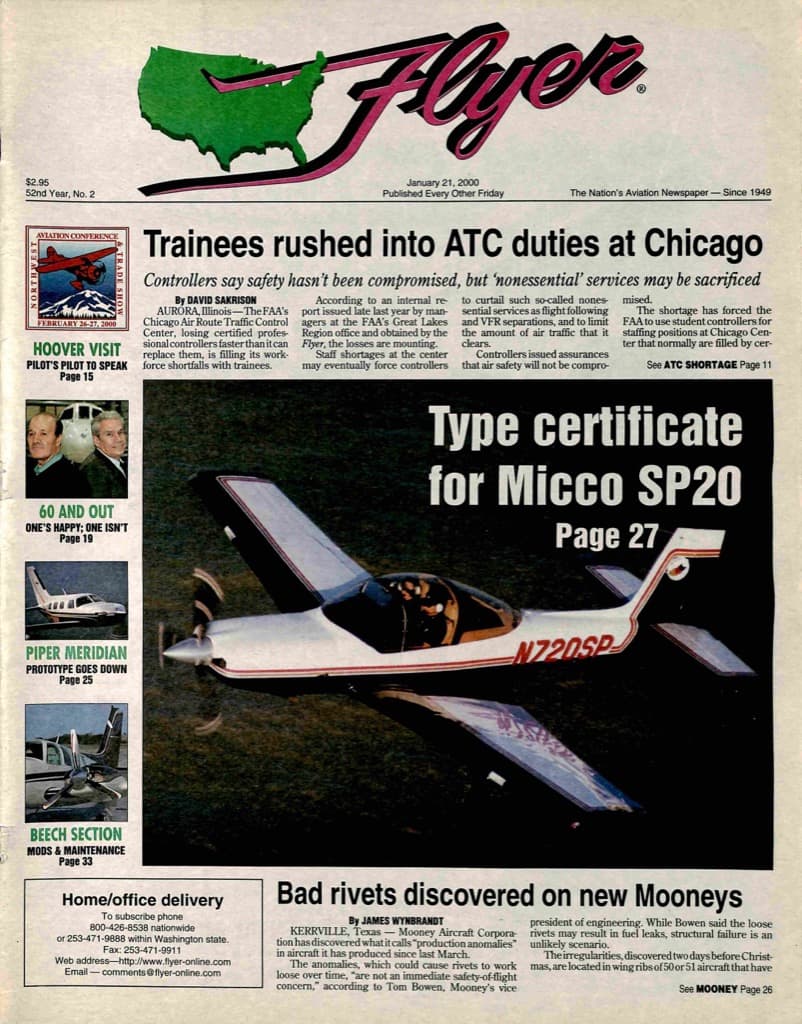 Flyer®
$2.95
52nd Year, No. 2
January 21, 2000
Published Every Other Friday
The Nation's Aviation Newspaper — Since 1949
AVIATION CONFERENCE
NORTHWEST
& TRADE SHOW
FEBRUARY 26-27, 2000
HOOVER VISIT
PILOT'S PILOT TO SPEAK
Page 15
60 AND OUT
ONE'S HAPPY; ONE ISN'T
Page 19
PIPER MERIDIAN
PROTOTYPE GOES DOWN
Page 25
BEECH SECTION
MODS & MAINTENANCE
Page 33
Trainees rushed into ATC duties at Chicago
Controllers say safety hasn't been compromised, but 'nonessential' services may be sacrificed
By DAVID SAKRISON
AURORA, Illinois — The FAA's
Chicago Air Route Traffic Control
Center, losing certified profes-
sional controllers faster than it can
replace them, is filling its work-
force shortfalls with trainees.
According to an internal re-
port issued late last year by man-
agers at the FAA's Great Lakes
Region office and obtained by the
Flyer, the losses are mounting.
Staff shortages at the center
may eventually force controllers
to curtail such so-called nones-
sential services as flight following
and VFR separations, and to limit
the amount of air traffic that it
clears.
Controllers issued assurances
that air safety will not be compro-
mised.
The shortage has forced the
FAA to use student controllers for
staffing positions at Chicago Cen-
ter that normally are filled by cer-
See ATC SHORTAGE Page 11
Type certificate
for Micco SP20
Page 27
N720SP
Home/office delivery
To subscribe phone
800-426-8538 nationwide
or 253-471-9888 within Washington state.
Fax: 253-471-9911
Web address—http://www.flyer-online.com
Email — comments@flyer-online.com
Bad rivets discovered on new Mooneys
By JAMES WYNBRANDT
KERRVILLE, Texas — Mooney Aircraft Corpora-
tion has discovered what it calls "production anomalies"
in aircraft it has produced since last March.
The anomalies, which could cause rivets to work
loose over time, "are not an immediate safety-of-flight
concern," according to Tom Bowen, Mooney's vice
president of engineering. While Bowen said the loose
rivets may result in fuel leaks, structural failure is an
unlikely scenario.
The irregularities, discovered two days before Christ-
mas, are located in wing ribs of 50 or 51 aircraft that have
See MOONEY Page 26